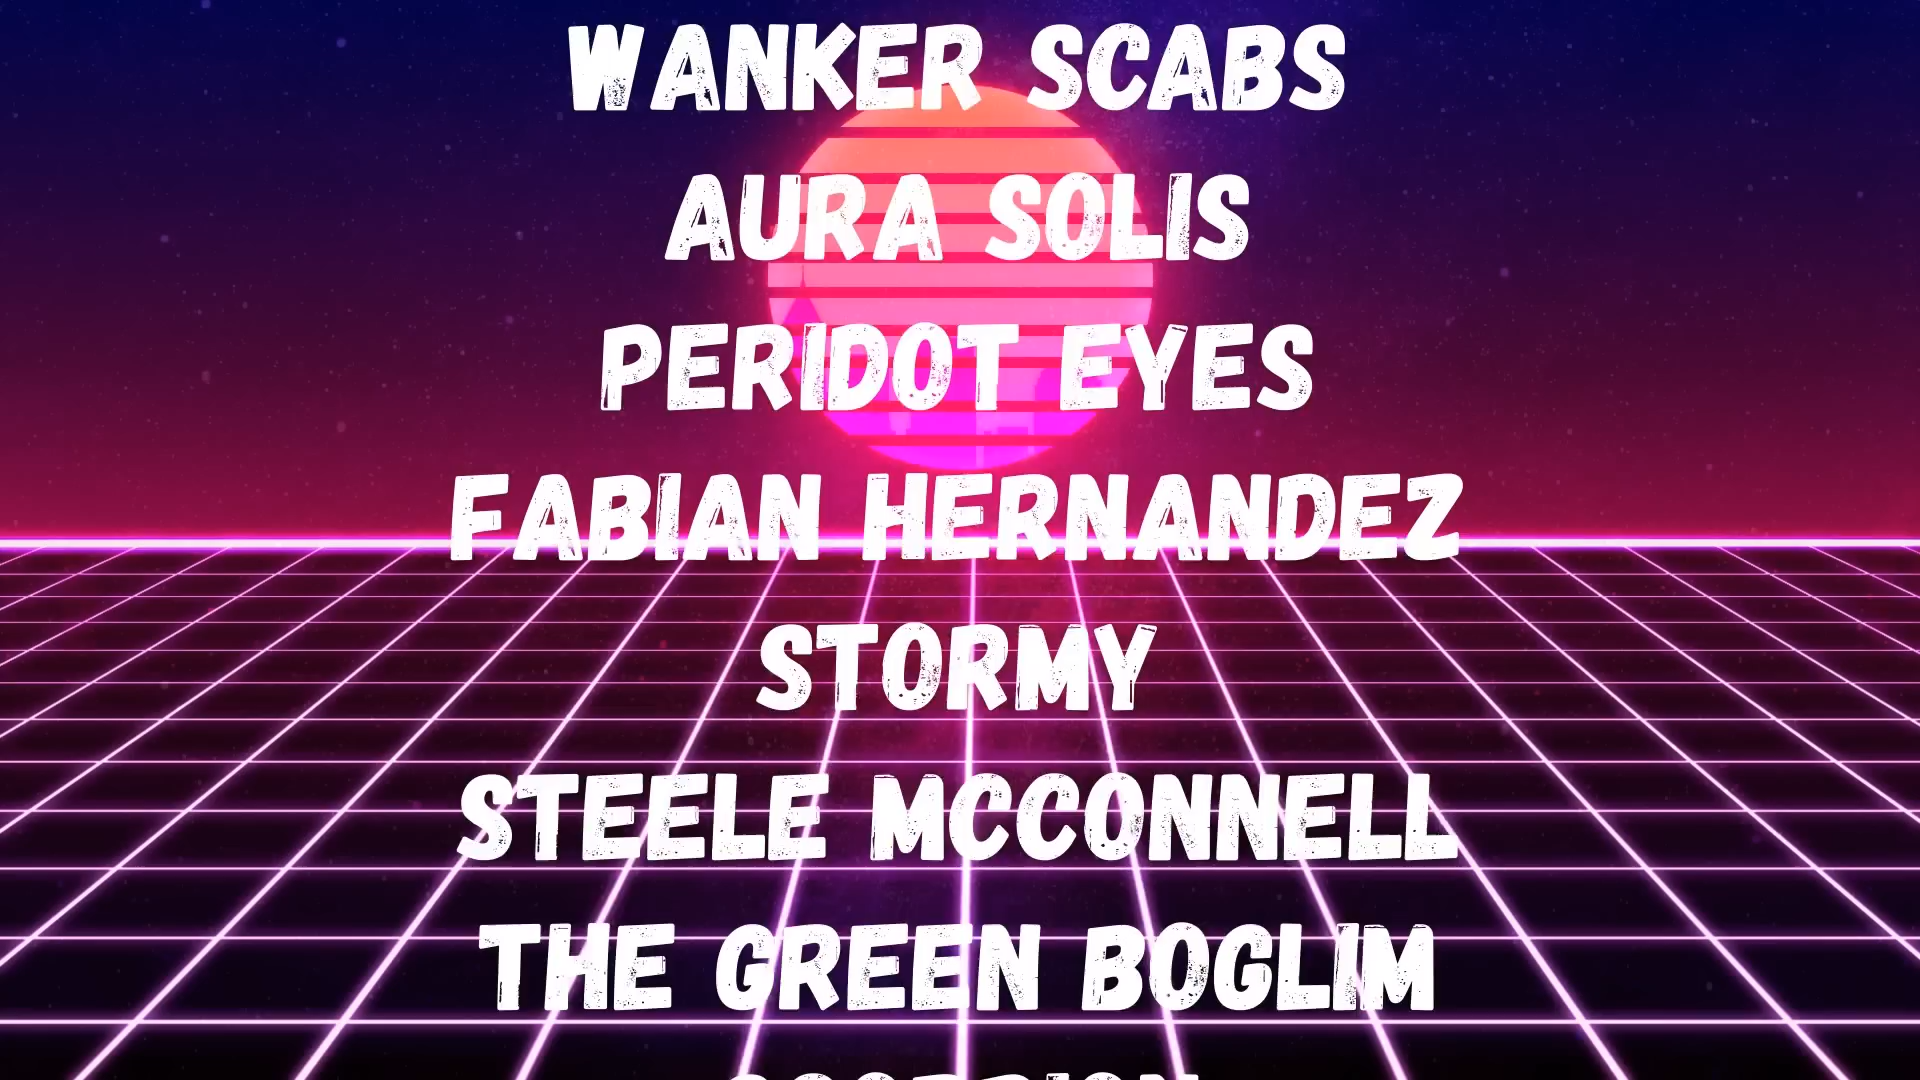 WANKER SCABS
AURA SOLIS
PERIDOT EYES
FABIAN HERNANDEZ
STORMY
STEELE MCCONNELL
THE GREEN BOGLIM